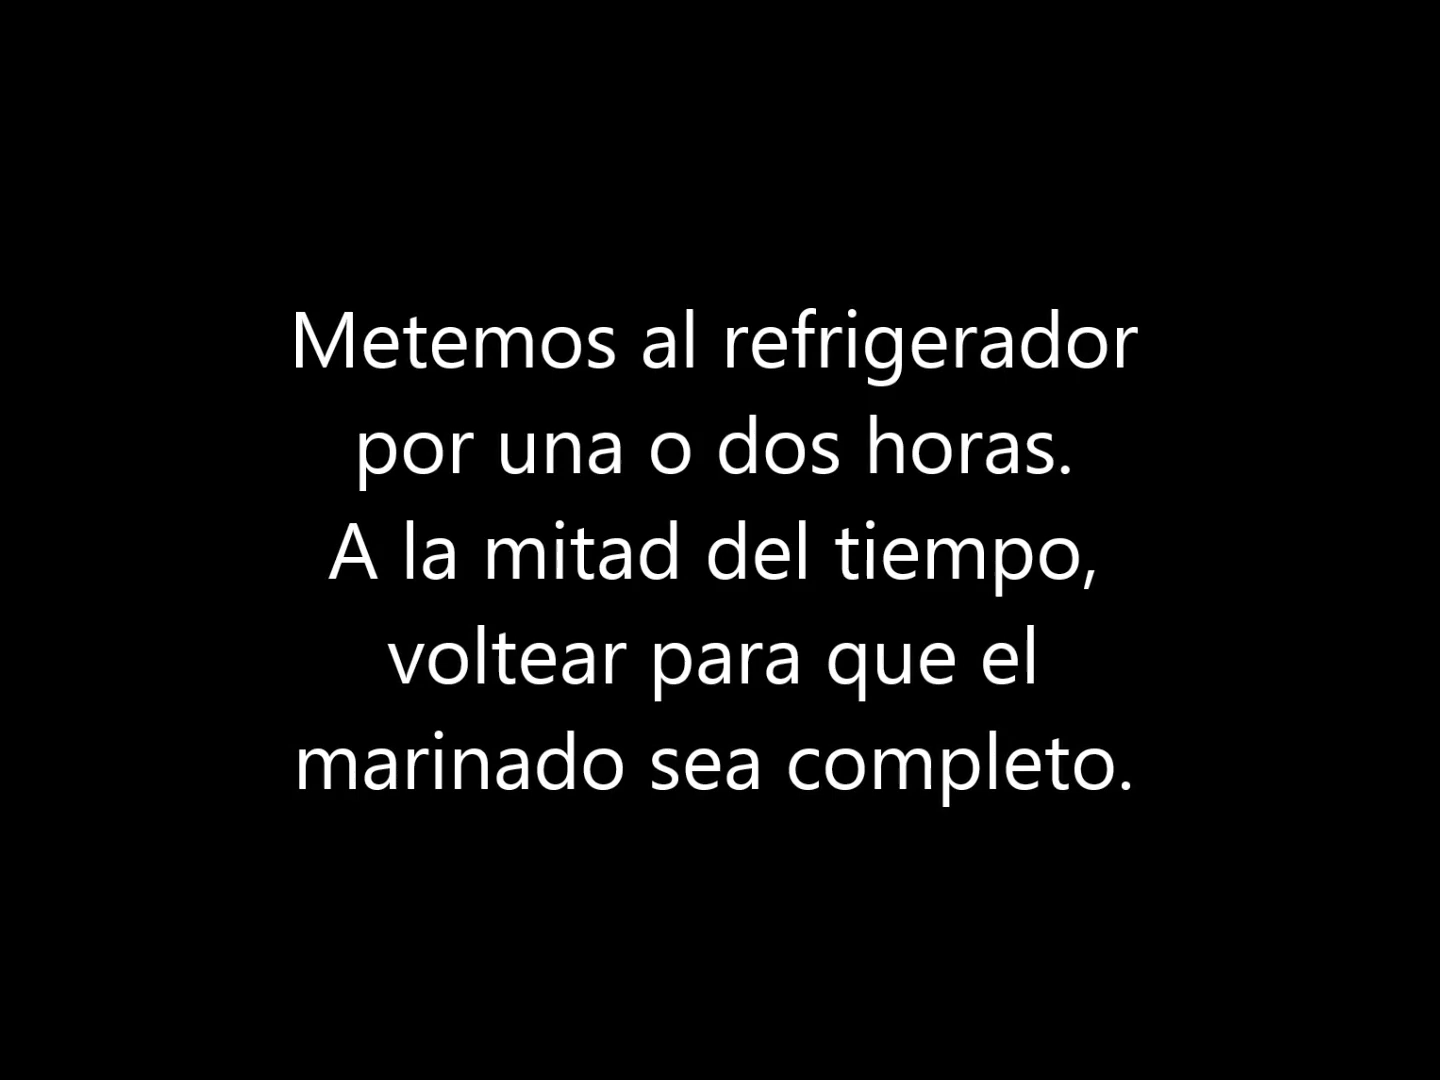 Metemos al refrigerador
por una o dos horas.
A la mitad del tiempo,
voltear para que el
marinado sea completo.